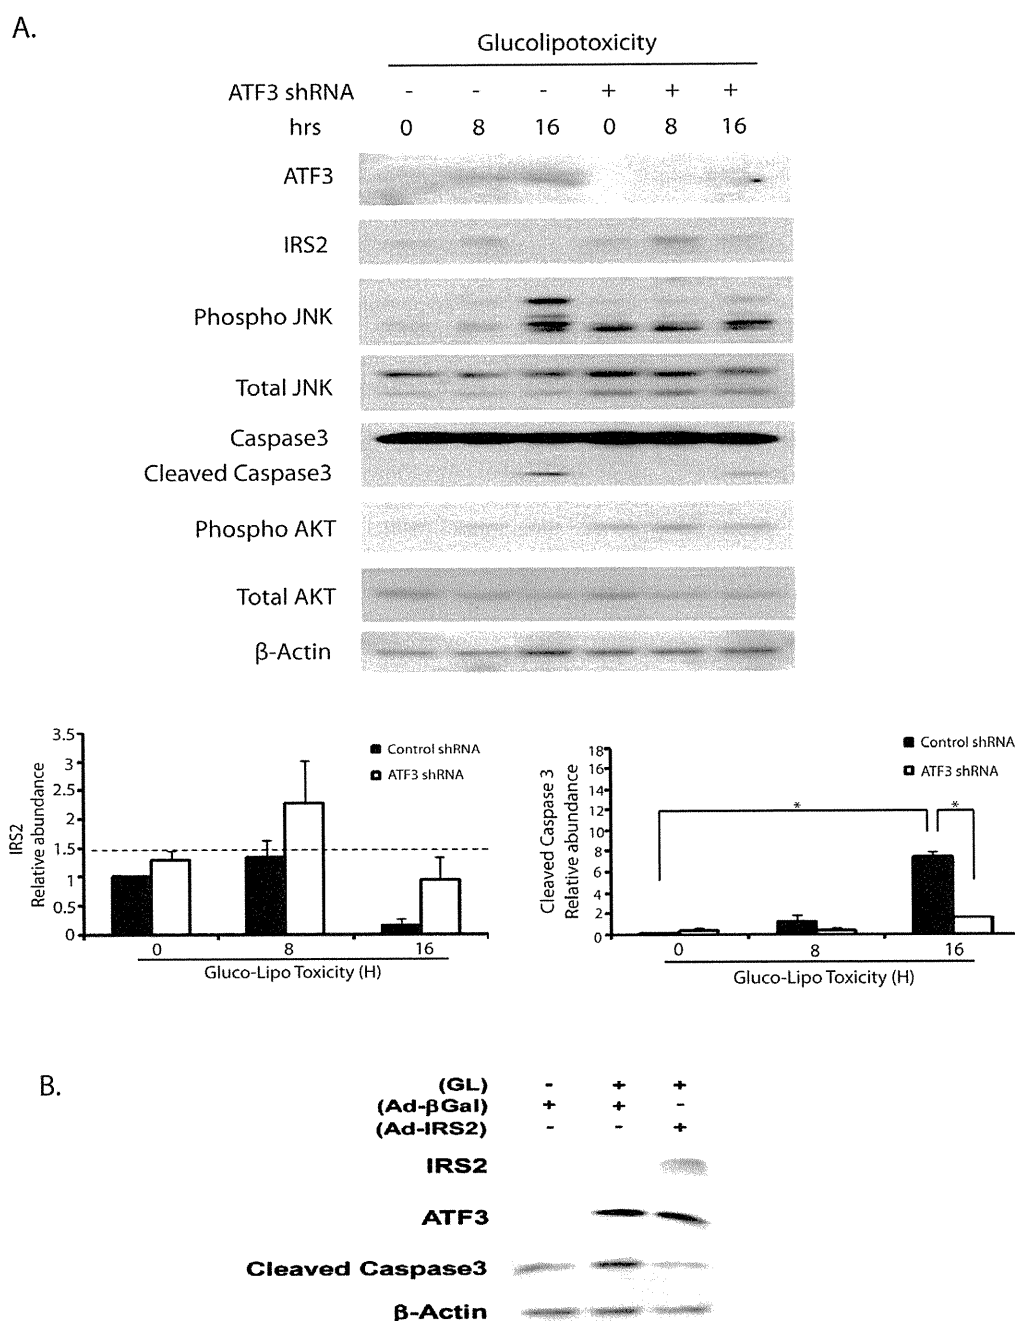 A.
Glucolipotoxicity
ATF3 shRNA - - - + + +
hrs 0 8 16 0 8 16
ATF3
IRS2
Phospho JNK
Total JNK
Caspase3
Cleaved Caspase3
Phospho AKT
Total AKT
β-Actin
IRS2
Relative abundance
3.5
3
2.5
2
1.5
1
0.5
0
Control shRNA
ATF3 shRNA
0 8 16
Gluco-Lipo Toxicity (H)
Cleaved Caspase 3
Relative abundance
18
16
14
12
10
8
6
4
2
0
Control shRNA
ATF3 shRNA
* *
0 8 16
Gluco-Lipo Toxicity (H)
B.
(GL) - + +
(Ad-βGal) + + -
(Ad-IRS2) - - +
IRS2
ATF3
Cleaved Caspase3
β-Actin